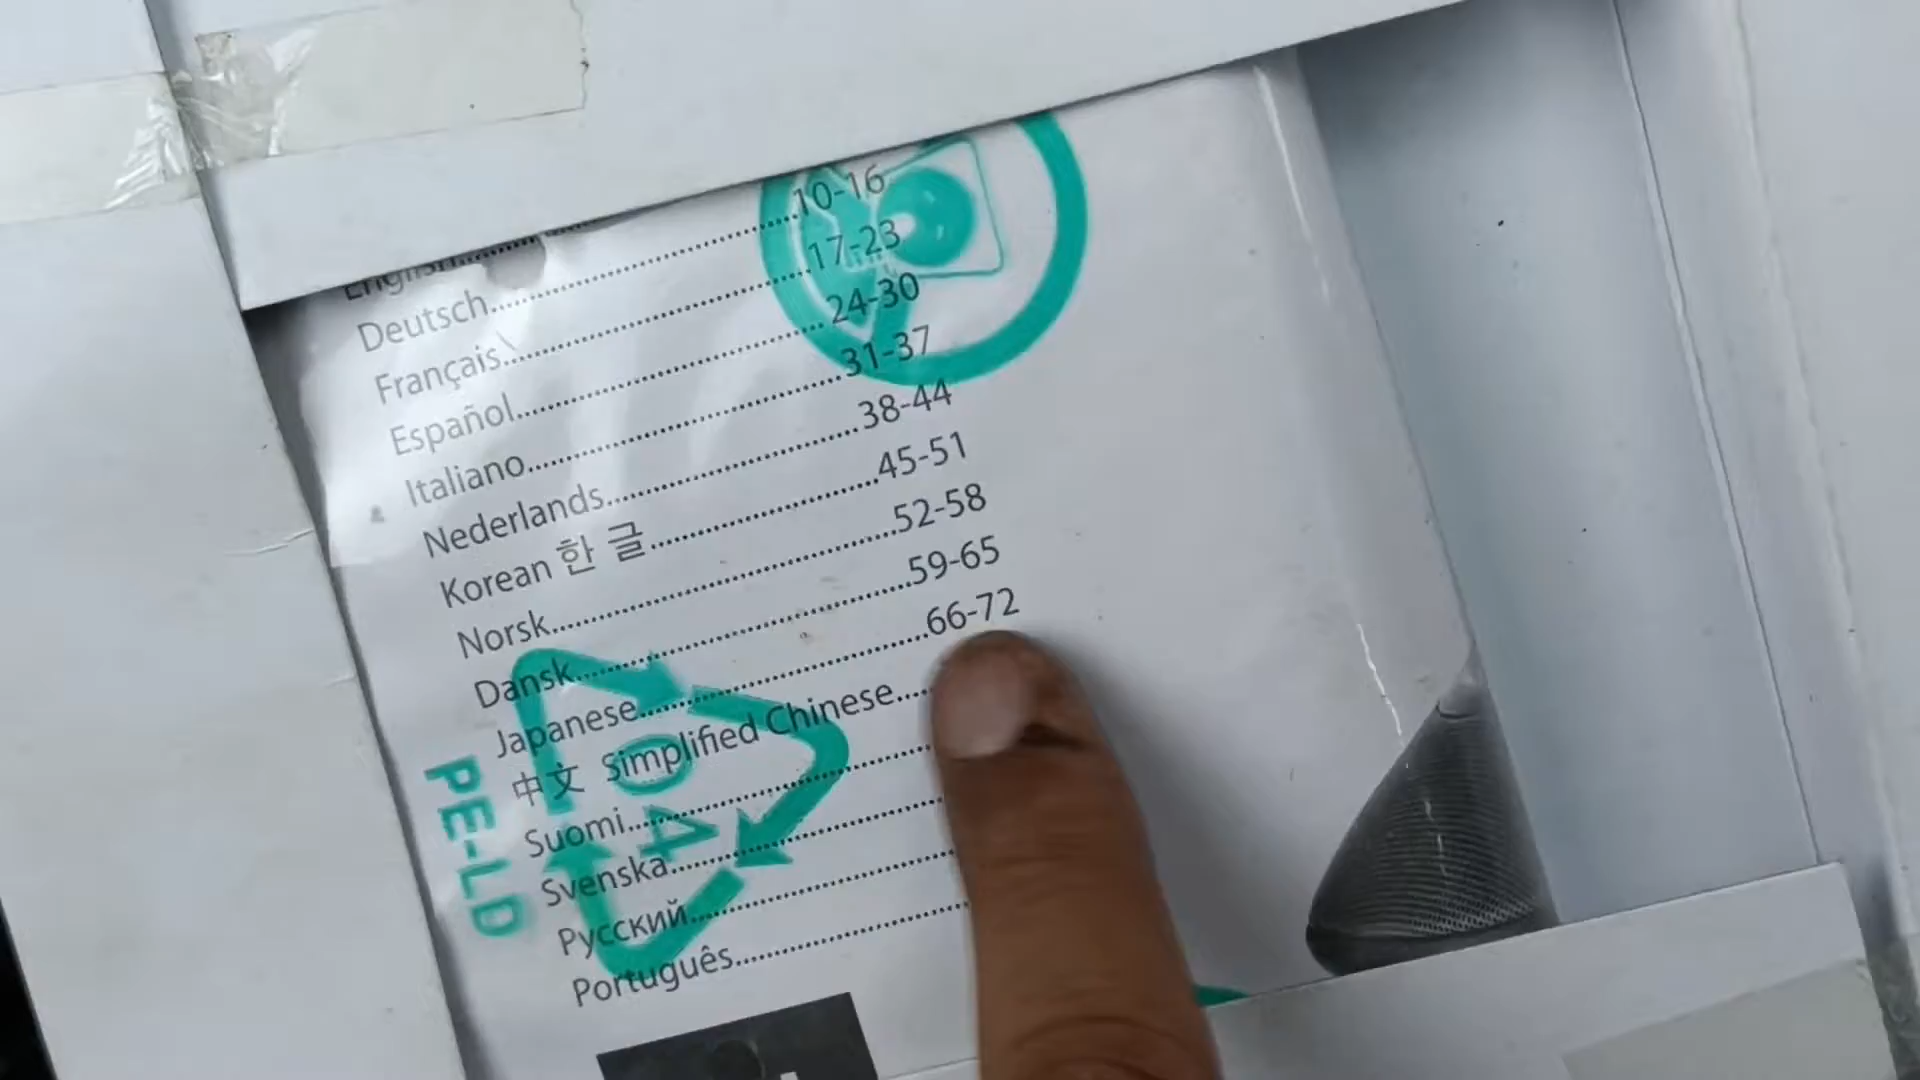 English........
Deutsch........................................10-16
Français........................................17-23
Español........................................24-30
Italiano........................................31-37
Nederlands................................38-44
Korean 한 글.............................45-51
Norsk...........................................52-58
Dansk..........................................59-65
Japanese.....................................66-72
中文 Simplified Chinese.....
Suomi........................................
Svenska...................................
Русский...................................
Português...............................
04
PE-LD